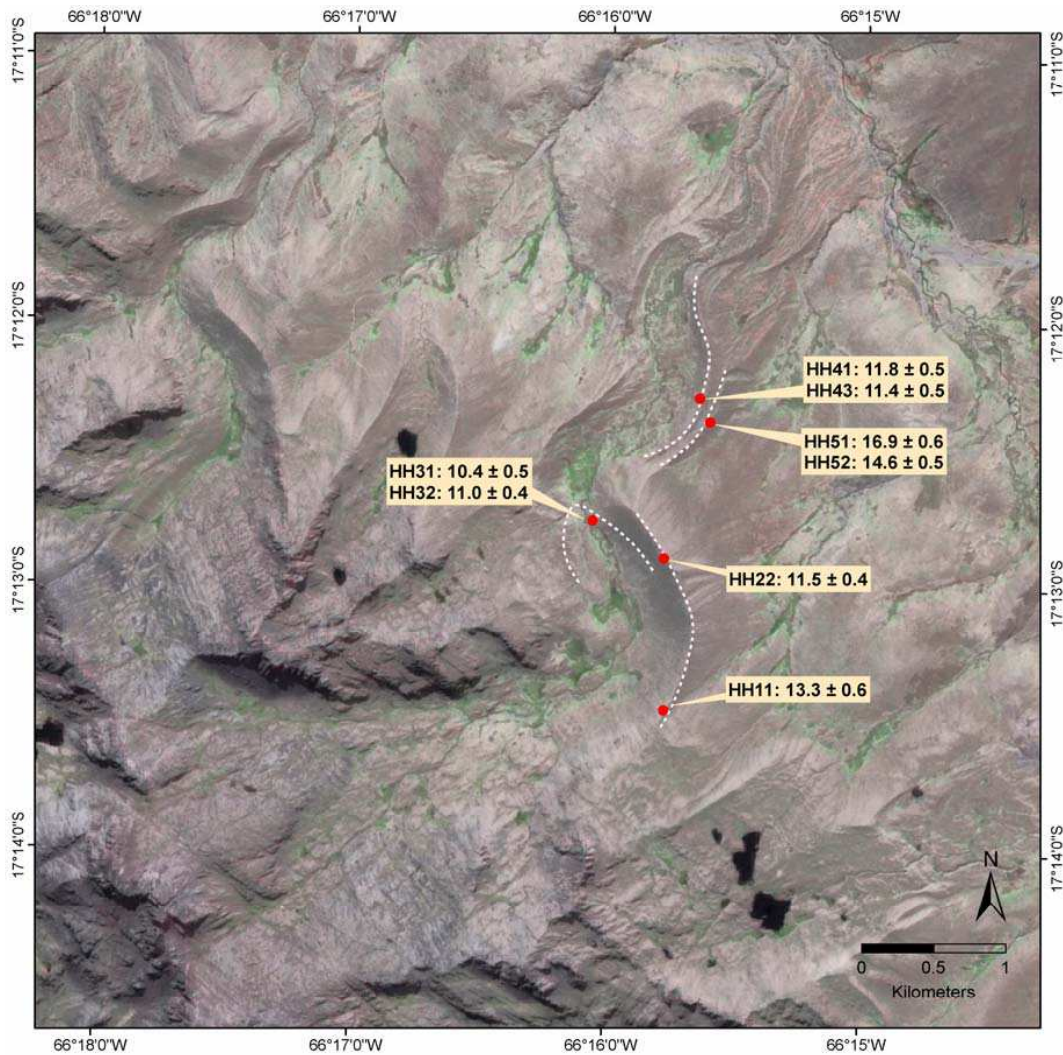 66°18'0"W 66°17'0"W 66°16'0"W 66°15'0"W
17°11'0"S 17°11'0"S
17°12'0"S 17°12'0"S
HH41: 11.8 ± 0.5
HH43: 11.4 ± 0.5
HH51: 16.9 ± 0.6
HH52: 14.6 ± 0.5
HH31: 10.4 ± 0.5
HH32: 11.0 ± 0.4
HH22: 11.5 ± 0.4
17°13'0"S 17°13'0"S
HH11: 13.3 ± 0.6
17°14'0"S 17°14'0"S
N
0 0.5 1
Kilometers
66°18'0"W 66°17'0"W 66°16'0"W 66°15'0"W